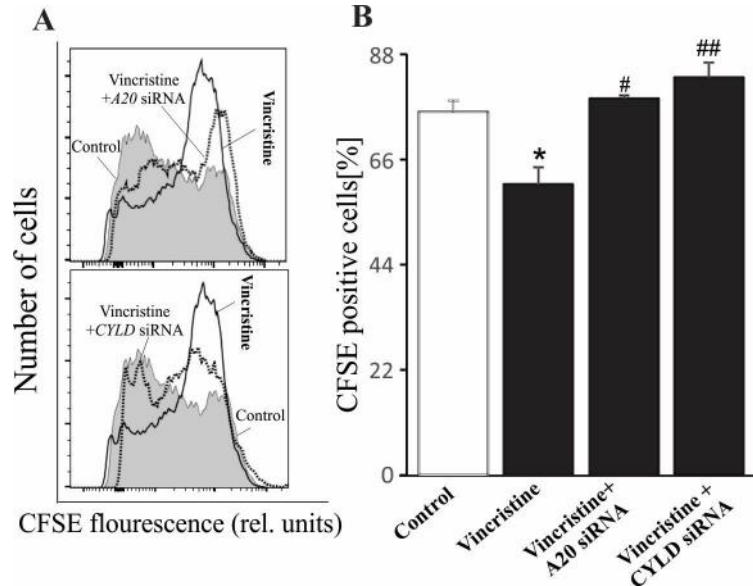 A
Number of cells
Vincristine
+A20 siRNA
Control
Vincristine
Vincristine
+CYLD siRNA
Vincristine
Control
CFSE flourescence (rel. units)
B
CFSE positive cells[%]
88
66
44
22
0
*
#
##
Control
Vincristine
Vincristine+
A20 siRNA
Vincristine +
CYLD siRNA